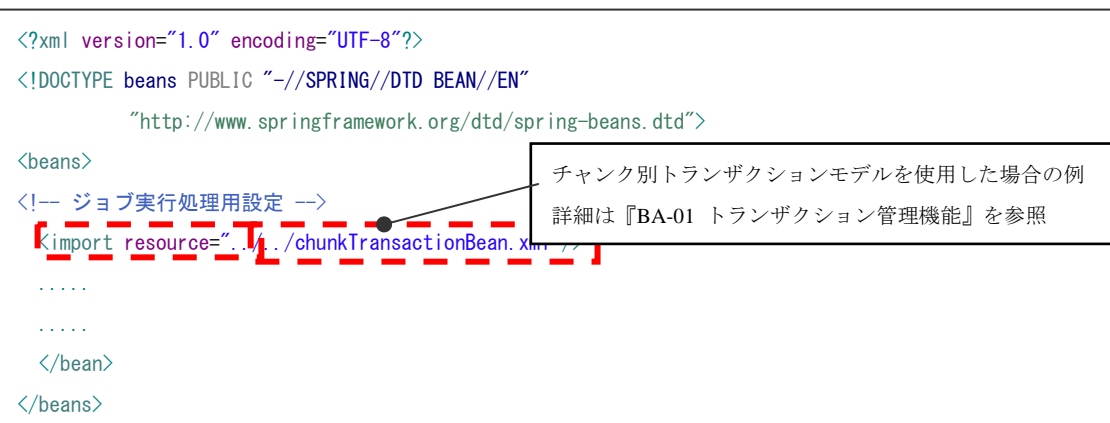 <?xml version="1.0" encoding="UTF-8"?>
<!DOCTYPE beans PUBLIC "-//SPRING//DTD BEAN//EN"
"http://www.springframework.org/dtd/spring-beans.dtd">
<beans>
チャンク別トランザクションモデルを使用した場合の例
<!-- ジョブ実行処理用設定 -->
詳細は『BA-01 トランザクション管理機能』を参照
<import resource="../../chunkTransactionBean.xml"/>
.....
.....
</bean>
</beans>